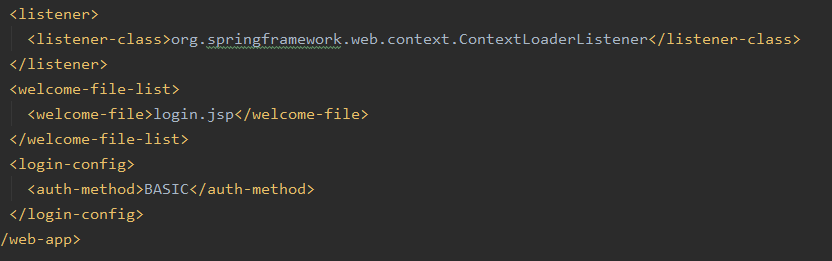 <listener>
<listener-class>org.springframework.web.context.ContextLoaderListener</listener-class>
</listener>
<welcome-file-list>
<welcome-file>login.jsp</welcome-file>
</welcome-file-list>
<login-config>
<auth-method>BASIC</auth-method>
</login-config>
/web-app>